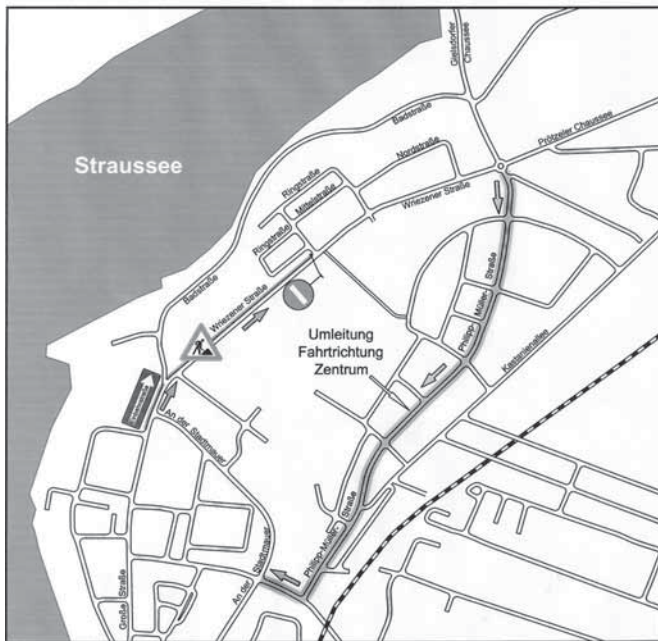 Gielsdorfer
Chaussee
Badstraße
Prötzeler Chaussee
Nordstraße
Straussee
Ringstraße
Mittelstraße
Wriezener Straße
Ringstraße
Badstraße
Wriezener Straße
Philipp-Müller-
Straße
Umleitung
Fahrtrichtung
Zentrum
Kastanienallee
An der Stadtmauer
Philipp-Müller-
Straße
An der
Stadtmauer
Große
Straße